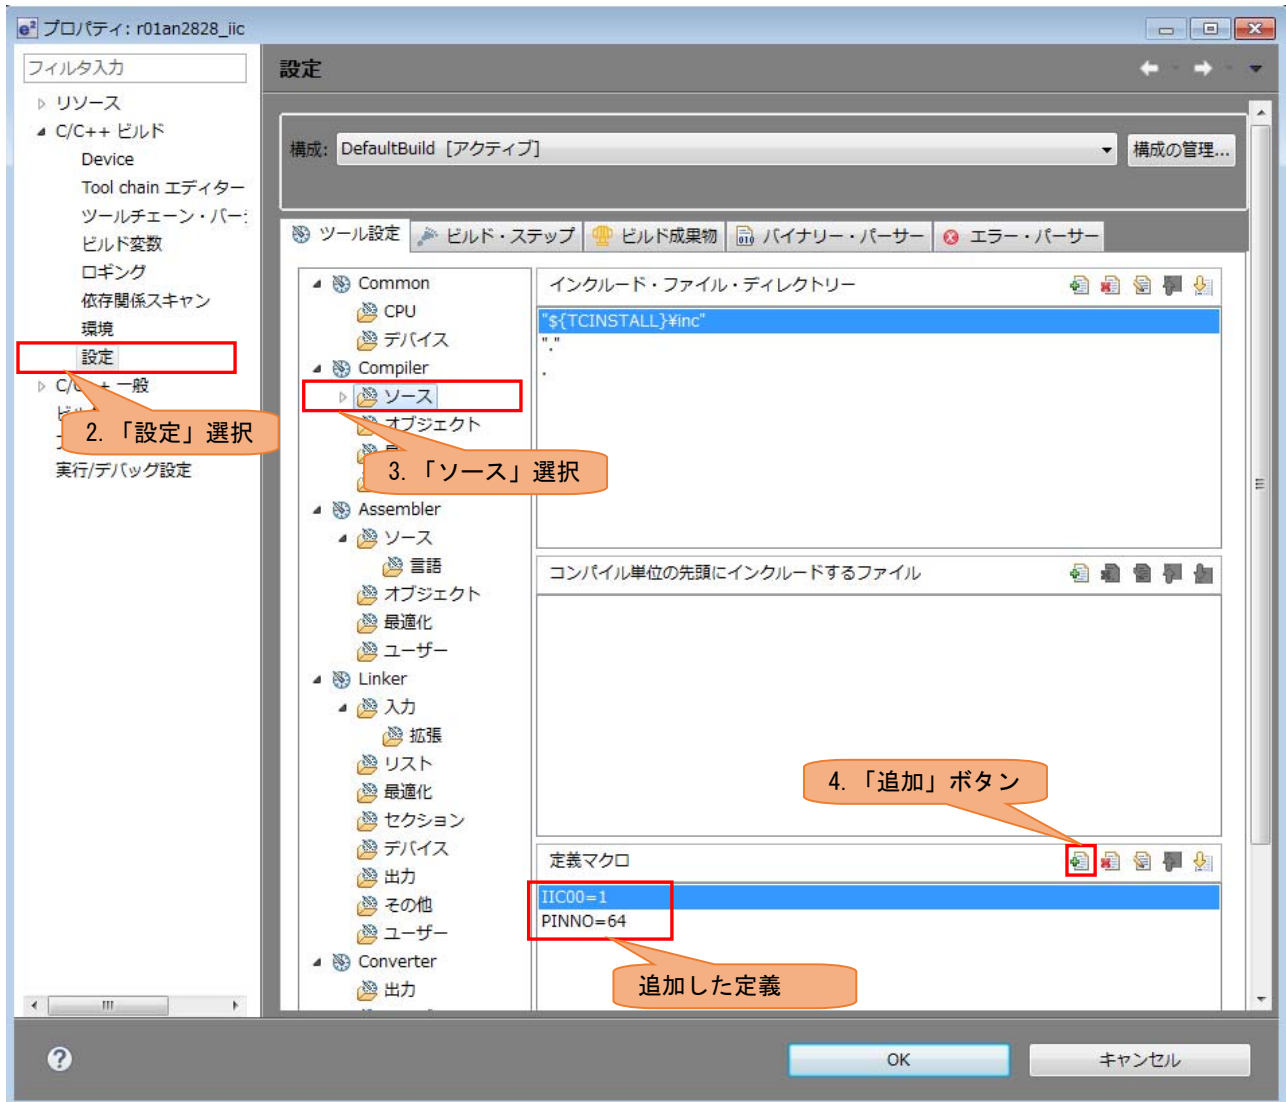 プロパティ: r01an2828_iic
フィルタ入力
リソース
C/C++ ビルド
Device
Tool chain エディター
ツールチェーン・バー
ビルド変数
ロギング
依存関係スキャン
環境
設定
C/C++ 一般
実行/デバッグ設定
2. 「設定」選択
設定
構成: DefaultBuild [アクティブ]
構成の管理...
ツール設定 ビルド・ステップ ビルド成果物 バイナリー・パーサー エラー・パーサー
Common
CPU
デバイス
Compiler
ソース
オブジェクト
3. 「ソース」選択
Assembler
ソース
言語
オブジェクト
最適化
ユーザー
Linker
入力
拡張
リスト
最適化
セクション
デバイス
出力
その他
ユーザー
Converter
出力
インクルード・ファイル・ディレクトリー
"${TCINSTALL}¥inc"
"."
.
コンパイル単位の先頭にインクルードするファイル
4. 「追加」ボタン
定義マクロ
IIC00=1
PINNO=64
追加した定義
OK
キャンセル